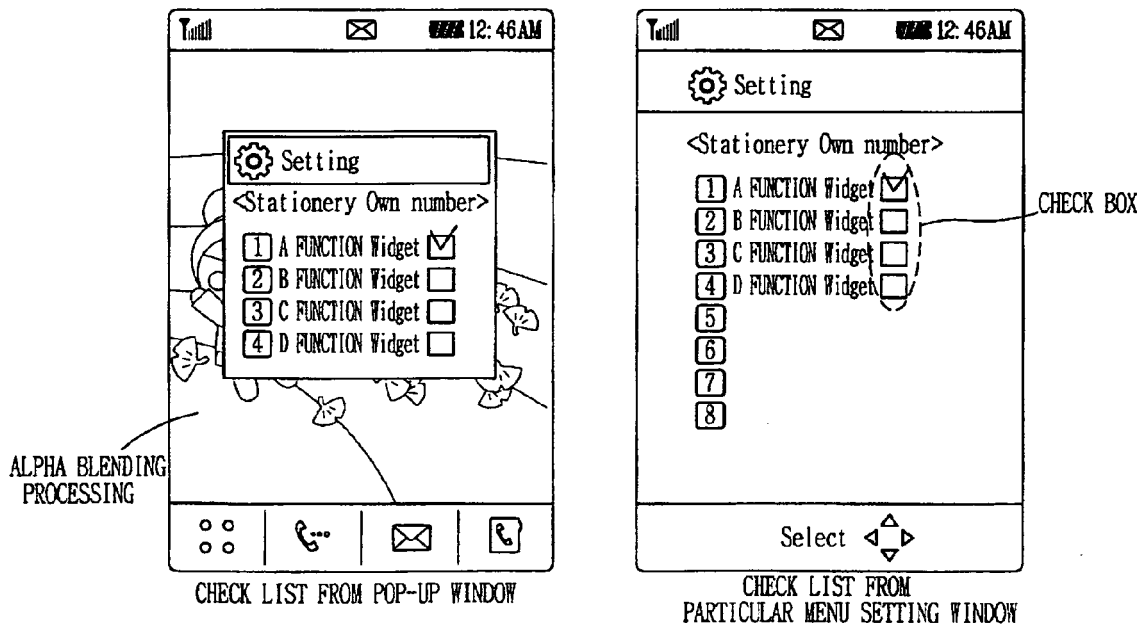 12:46AM
Setting
<Stationery Own number>
1 A FUNCTION Widget
2 B FUNCTION Widget
3 C FUNCTION Widget
4 D FUNCTION Widget
ALPHA BLENDING
PROCESSING
CHECK LIST FROM POP-UP WINDOW
12:46AM
Setting
<Stationery Own number>
1 A FUNCTION Widget
2 B FUNCTION Widget
3 C FUNCTION Widget
4 D FUNCTION Widget
5
6
7
8
CHECK BOX
Select
CHECK LIST FROM
PARTICULAR MENU SETTING WINDOW